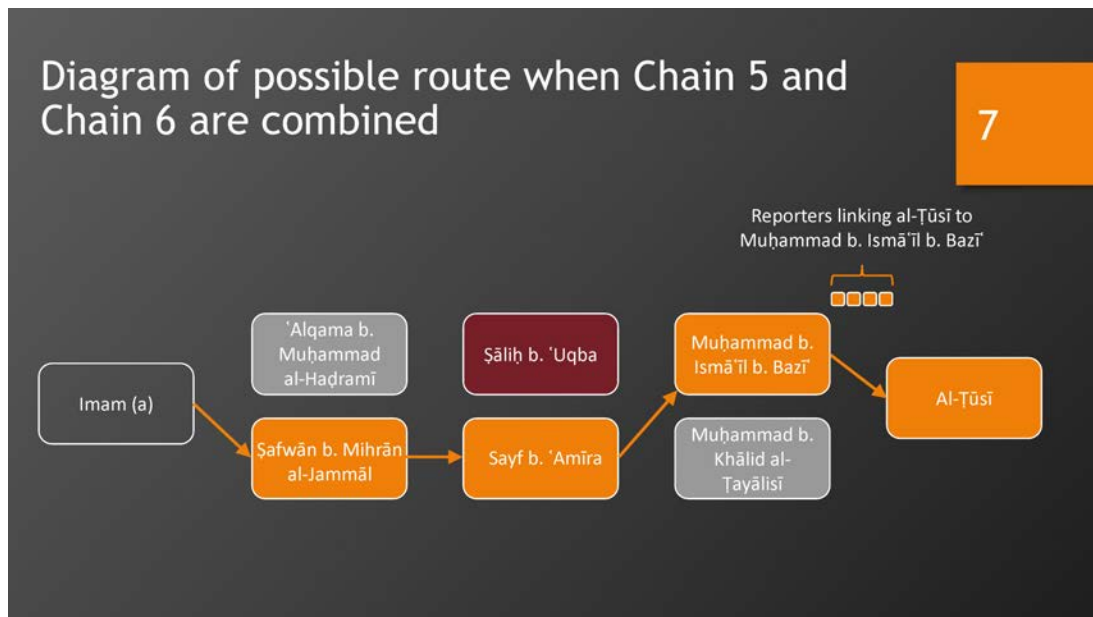 Diagram of possible route when Chain 5 and
Chain 6 are combined
7
Reporters linking al-Ṭūsī to
Muḥammad b. Ismāʿīl b. Bazīʿ
Imam (a)
ʿAlqama b.
Muḥammad
al-Haḍramī
Ṣafwān b. Mihrān
al-Jammāl
Ṣāliḥ b. ʿUqba
Sayf b. ʿAmīra
Muḥammad b.
Ismāʿīl b. Bazīʿ
Muḥammad b.
Khālid al-
Ṭayālisī
Al-Ṭūsī